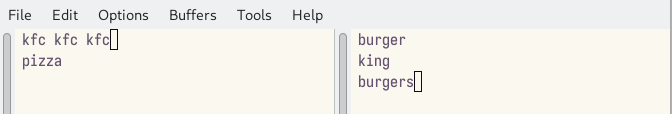 File Edit Options Buffers Tools Help
kfc kfc kfc
pizza
burger
king
burgers